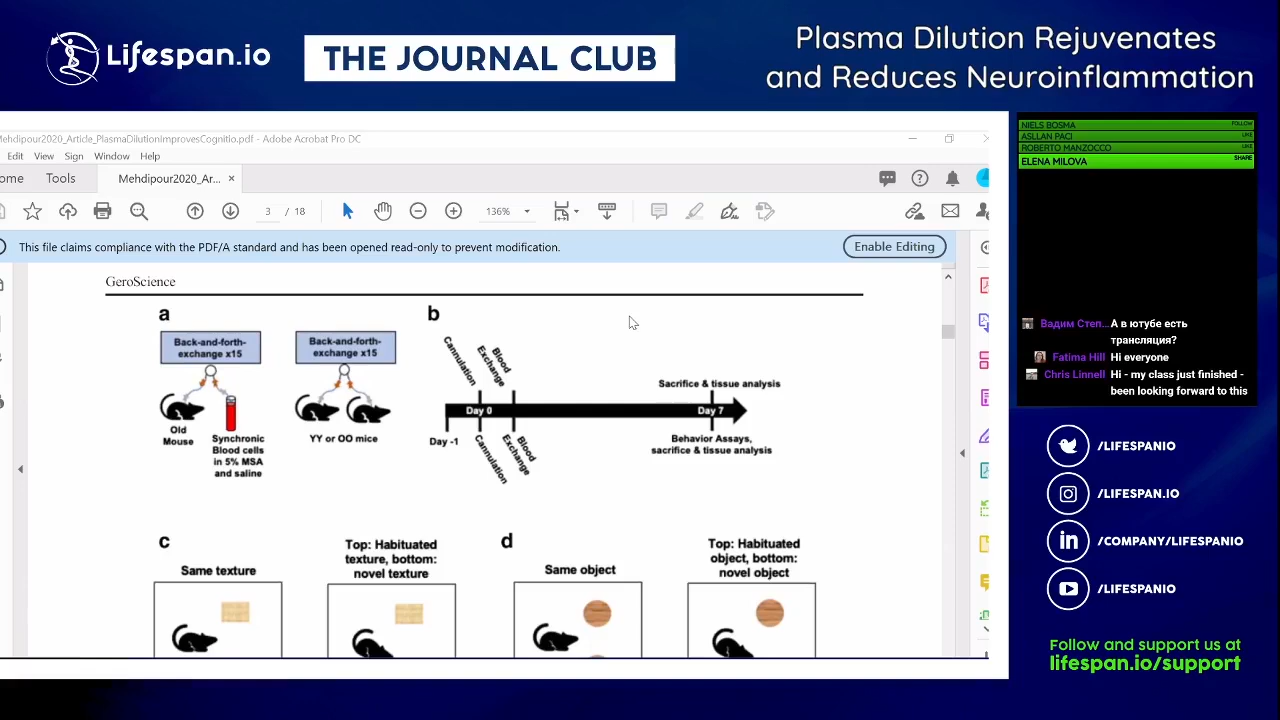 Lifespan.io
THE JOURNAL CLUB
Plasma Dilution Rejuvenates
and Reduces Neuroinflammation
Mehdipour2020_Article_PlasmaDilutionImprovesCognitio.pdf - Adobe Acrobat Pro DC
Edit View Sign Window Help
ome Tools Mehdipour2020_Ar... ×
3 / 18 136%
This file claims compliance with the PDF/A standard and has been opened read-only to prevent modification.
Enable Editing
GeroScience
a
Back-and-forth-
exchange x15
Back-and-forth-
exchange x15
Old
Mouse
Synchronic
Blood cells
in 5% MSA
and saline
YY or OO mice
b
Cannulation
Blood
Exchange
Sacrifice & tissue analysis
Day 0
Day 7
Day -1
Cannulation
Blood
Exchange
Behavior Assays,
sacrifice & tissue analysis
c
Same texture
Top: Habituated
texture, bottom:
novel texture
d
Same object
Top: Habituated
object, bottom:
novel object
NIELS BOSMA FOLLOW
ASLLAN PACI LIKE
ROBERTO MANZOCCO LIKE
ELENA MILOVA SHARE
Вадим Степ... А в ютубе есть
трансляция?
Fatima Hill Hi everyone
Chris Linnell Hi - my class just finished -
been looking forward to this
/LIFESPANIO
/LIFESPAN.IO
/COMPANY/LIFESPANIO
/LIFESPANIO
Follow and support us at
lifespan.io/support